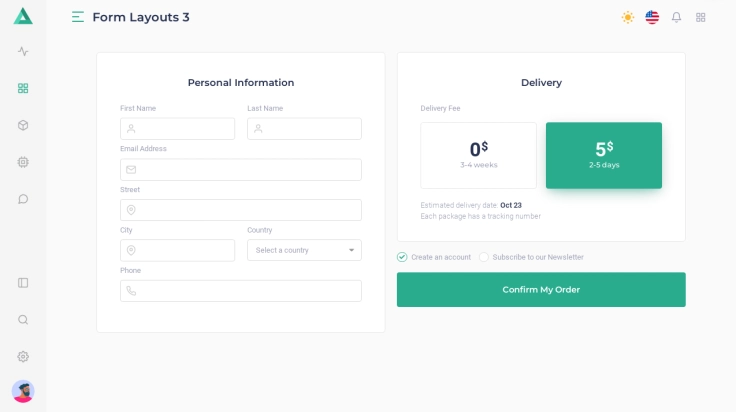 Form Layouts 3
Personal Information
First Name
Last Name
Email Address
Street
City
Country
Select a country
Phone
Delivery
Delivery Fee
0$
3-4 weeks
5$
2-5 days
Estimated delivery date: Oct 23
Each package has a tracking number
Create an account
Subscribe to our Newsletter
Confirm My Order